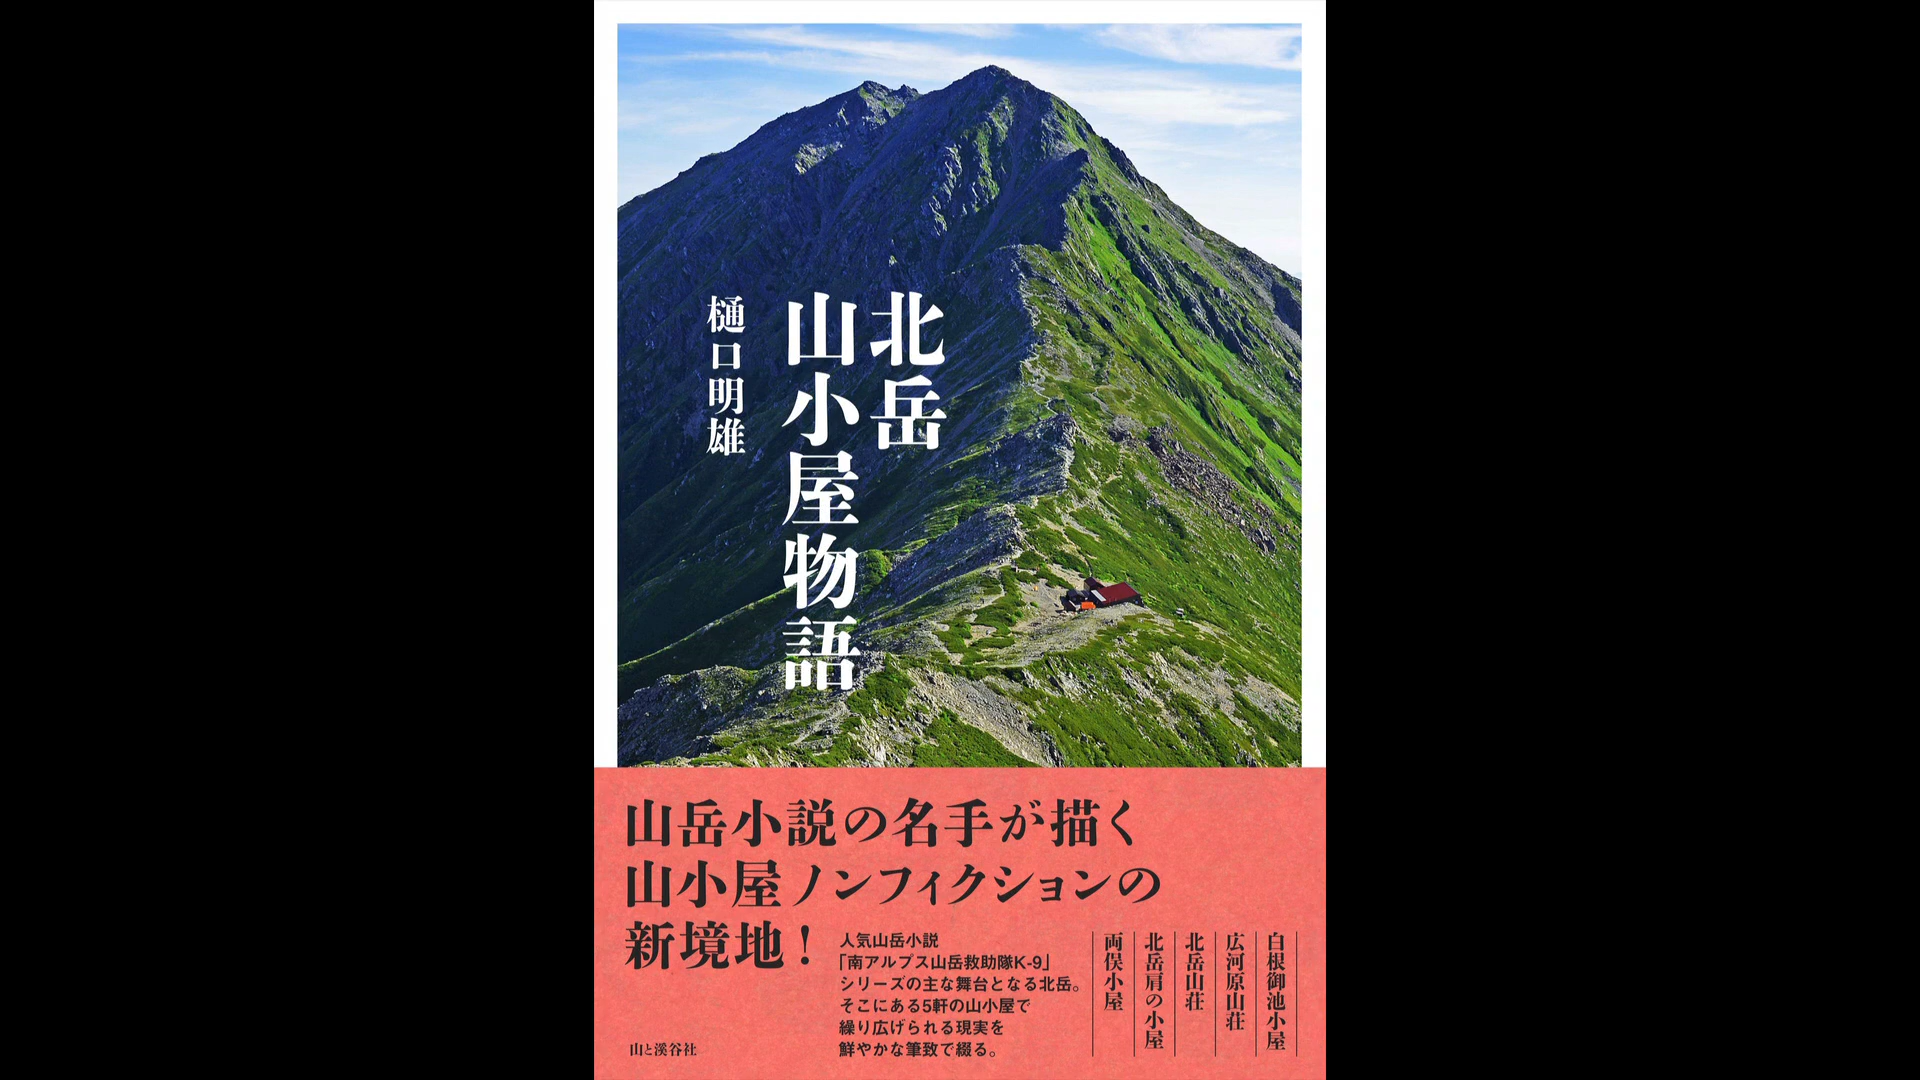 北岳
山小屋物語
樋口明雄
山岳小説の名手が描く
山小屋ノンフィクションの
新境地！
人気山岳小説
「南アルプス山岳救助隊K-9」
シリーズの主な舞台となる北岳。
そこにある5軒の山小屋で
繰り広げられる現実を
鮮やかな筆致で綴る。
白根御池小屋
広河原山荘
北岳山荘
北岳肩の小屋
両俣小屋
山と溪谷社